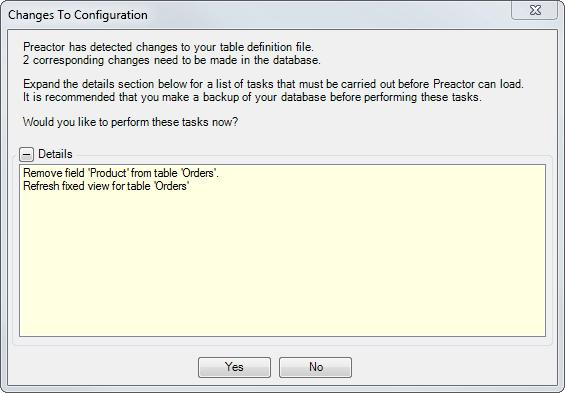 Changes To Configuration
Preactor has detected changes to your table definition file.
2 corresponding changes need to be made in the database.
Expand the details section below for a list of tasks that must be carried out before Preactor can load.
It is recommended that you make a backup of your database before performing these tasks.
Would you like to perform these tasks now?
Details
Remove field 'Product' from table 'Orders'.
Refresh fixed view for table 'Orders'
Yes
No